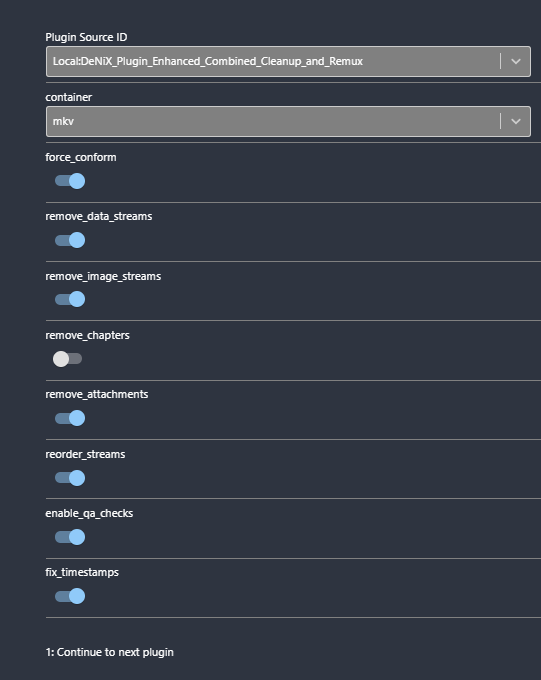 Plugin Source ID
Local:DeNiX_Plugin_Enhanced_Combined_Cleanup_and_Remux
container
mkv
force_conform
remove_data_streams
remove_image_streams
remove_chapters
remove_attachments
reorder_streams
enable_qa_checks
fix_timestamps
1: Continue to next plugin